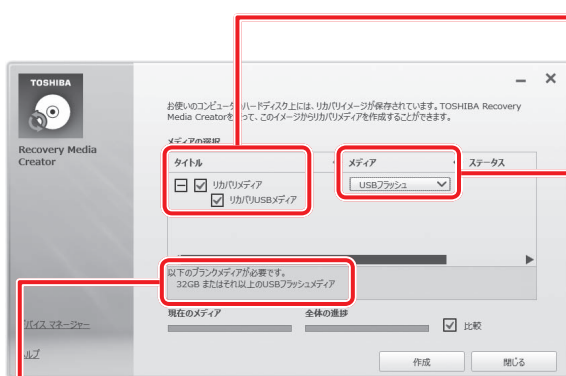 TOSHIBA
Recovery Media
Creator
お使いのコンピュータのハードディスク上には、リカバリイメージが保存されています。TOSHIBA Recovery
Media Creatorを使って、このイメージからリカバリメディアを作成することができます。
メディアの選択
タイトル メディア ステータス
リカバリメディア USBフラッシュ
リカバリUSBメディア
以下のブランクメディアが必要です。
32GB またはそれ以上のUSBフラッシュメディア
現在のメディア 全体の進捗
比較
デバイス マネージャー
ヘルプ
作成 閉じる